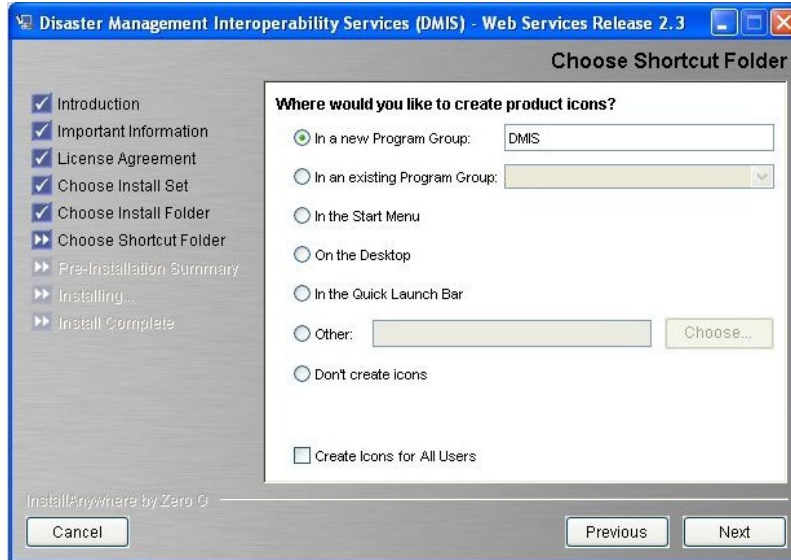 Disaster Management Interoperability Services (DMIS) - Web Services Release 2.3
Choose Shortcut Folder
Introduction
Important Information
License Agreement
Choose Install Set
Choose Install Folder
Choose Shortcut Folder
Pre-Installation Summary
Installing...
Install Complete
Where would you like to create product icons?
In a new Program Group: DMIS
In an existing Program Group:
In the Start Menu
On the Desktop
In the Quick Launch Bar
Other: Choose...
Don't create icons
Create Icons for All Users
InstallAnywhere by Zero G
Cancel Previous Next